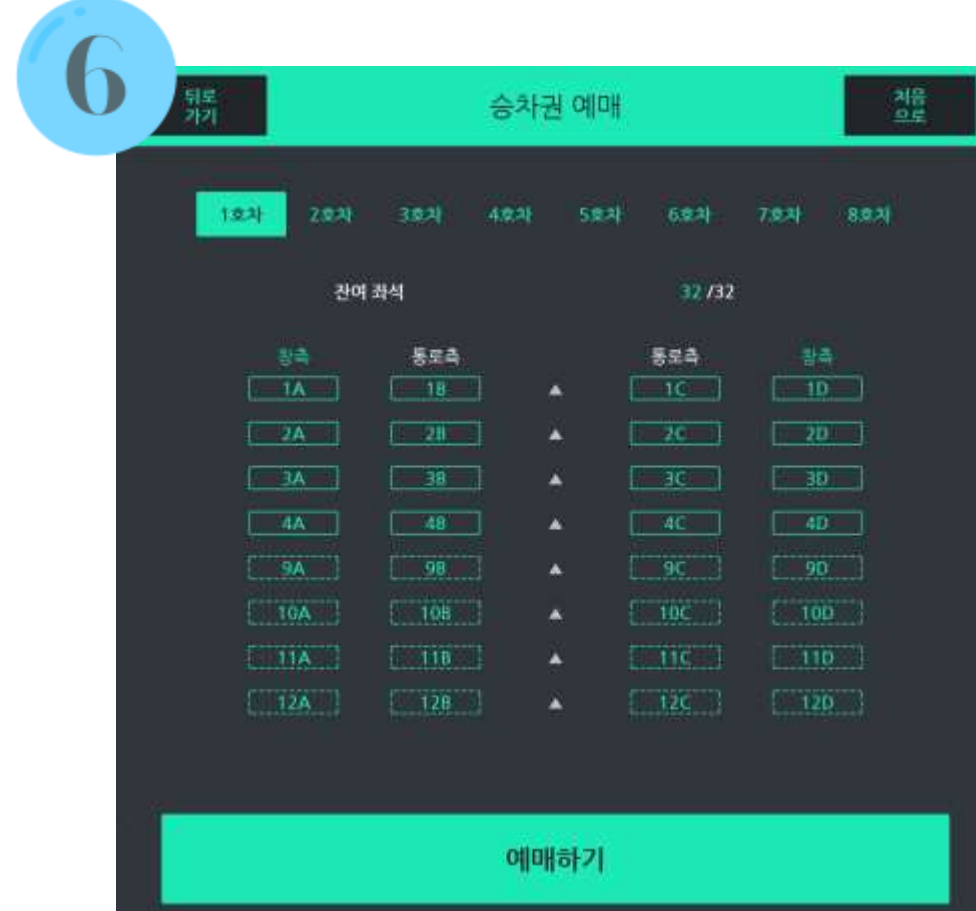 6
뒤로
가기
승차권 예매
처음
으로
1호차 2호차 3호차 4호차 5호차 6호차 7호차 8호차
잔여 좌석 32 /32
창측 통로측 통로측 창측
1A 1B 1C 1D
2A 2B 2C 2D
3A 3B 3C 3D
4A 4B 4C 4D
9A 9B 9C 9D
10A 10B 10C 10D
11A 11B 11C 11D
12A 12B 12C 12D
예매하기